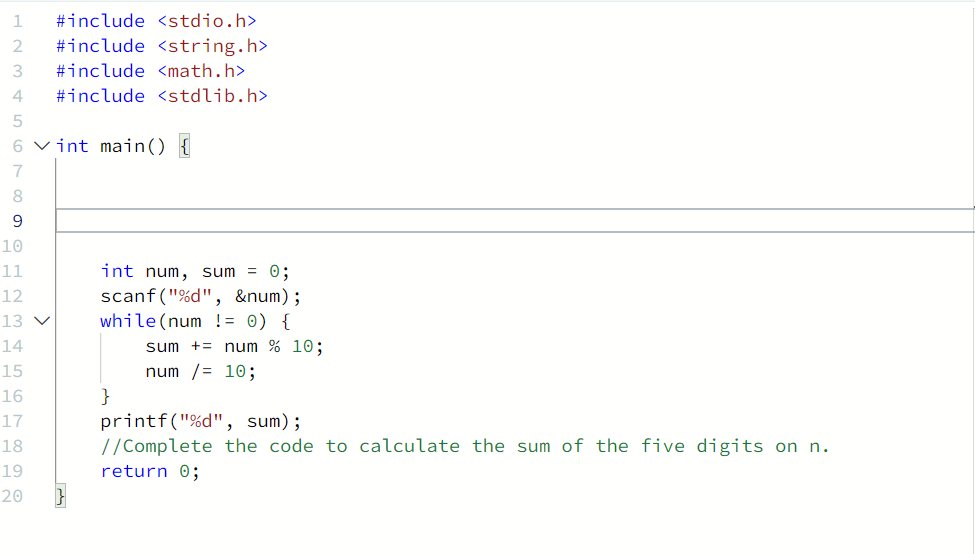 1 #include <stdio.h>
2 #include <string.h>
3 #include <math.h>
4 #include <stdlib.h>
5
6 int main() {
7
8
9
10
11     int num, sum = 0;
12     scanf("%d", &num);
13     while(num != 0) {
14         sum += num % 10;
15         num /= 10;
16     }
17     printf("%d", sum);
18     //Complete the code to calculate the sum of the five digits on n.
19     return 0;
20 }